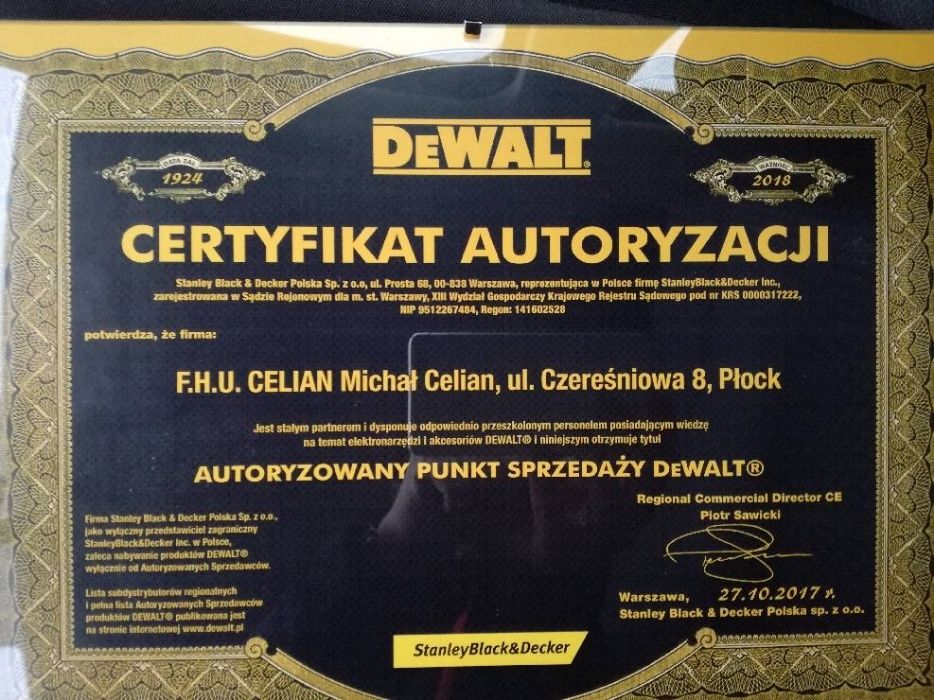 DEWALT®
DATA ZAŁ.
1924
WAŻNOŚĆ
2018
CERTYFIKAT AUTORYZACJI
Stanley Black & Decker Polska Sp. z o.o, ul. Prosta 68, 00-838 Warszawa, reprezentująca w Polsce firmę StanleyBlack&Decker Inc.,
zarejestrowana w Sądzie Rejonowym dla m. st. Warszawy, XIII Wydział Gospodarczy Krajowego Rejestru Sądowego pod nr KRS 0000317222,
NIP 9512267484, Regon: 141602528
potwierdza, że firma:
F.H.U. CELIAN Michał Celian, ul. Czereśniowa 8, Płock
Jest stałym partnerem i dysponuje odpowiednio przeszkolonym personelem posiadającym wiedzę
na temat elektronarzędzi i akcesoriów DEWALT® i niniejszym otrzymuje tytuł
AUTORYZOWANY PUNKT SPRZEDAŻY DEWALT®
Firma Stanley Black & Decker Polska Sp. z o.o.,
jako wyłączny przedstawiciel zagraniczny
StanleyBlack&Decker Inc. w Polsce,
zaleca nabywanie produktów DEWALT®
wyłącznie od Autoryzowanych Sprzedawców.
Lista subdystrybutorów regionalnych
i pełna lista Autoryzowanych Sprzedawców
produktów DEWALT® publikowana jest
na stronie internetowej www.dewalt.pl
Regional Commercial Director CE
Piotr Sawicki
Warszawa, 27.10.2017 r.
Stanley Black & Decker Polska sp. z o.o.
StanleyBlack&Decker